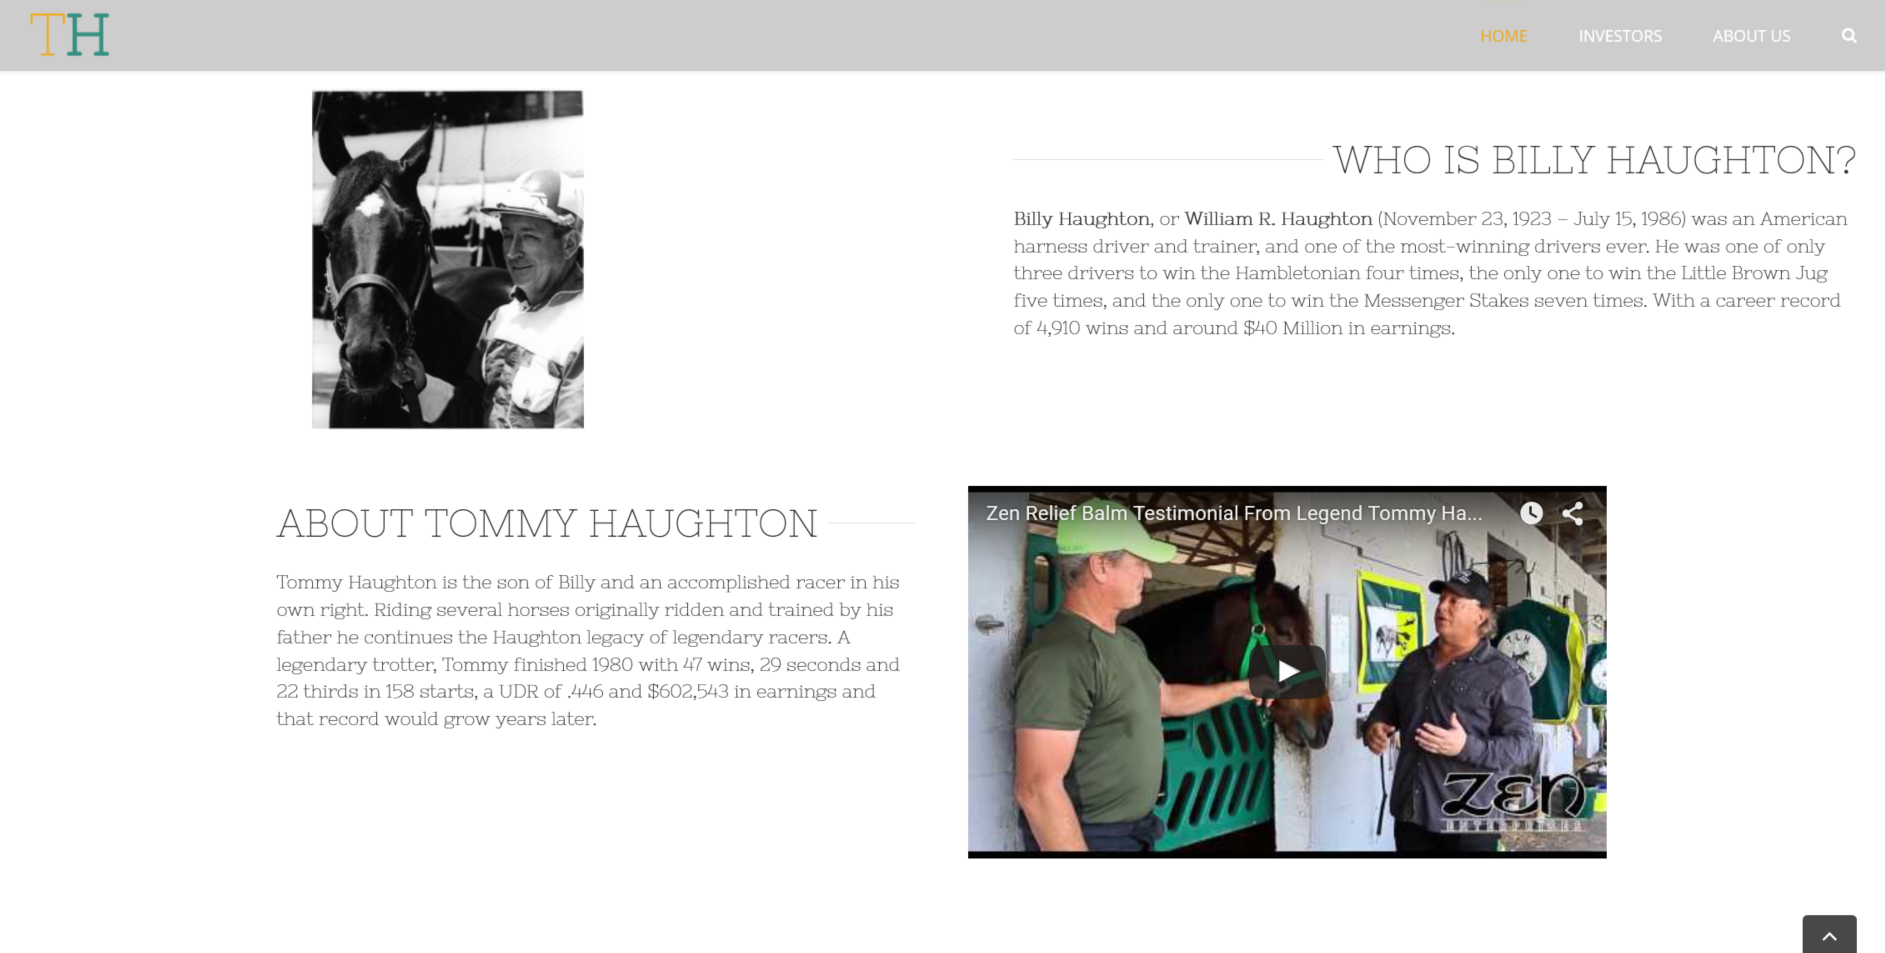 TH
HOME
INVESTORS
ABOUT US
WHO IS BILLY HAUGHTON?
Billy Haughton, or William R. Haughton (November 23, 1923 – July 15, 1986) was an American
harness driver and trainer, and one of the most-winning drivers ever. He was one of only
three drivers to win the Hambletonian four times, the only one to win the Little Brown Jug
five times, and the only one to win the Messenger Stakes seven times. With a career record
of 4,910 wins and around $40 Million in earnings.
ABOUT TOMMY HAUGHTON
Tommy Haughton is the son of Billy and an accomplished racer in his
own right. Riding several horses originally ridden and trained by his
father he continues the Haughton legacy of legendary racers. A
legendary trotter, Tommy finished 1980 with 47 wins, 29 seconds and
22 thirds in 158 starts, a UDR of .446 and $602,543 in earnings and
that record would grow years later.
Zen Relief Balm Testimonial From Legend Tommy Ha...
TLH
zen